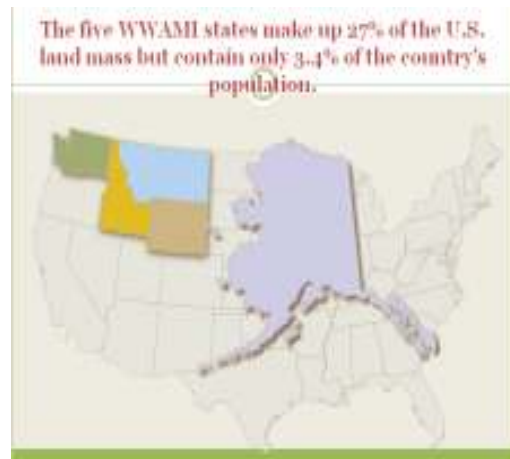 The five WWAMI states make up 27% of the U.S.
land mass but contain only 3.4% of the country's
population.